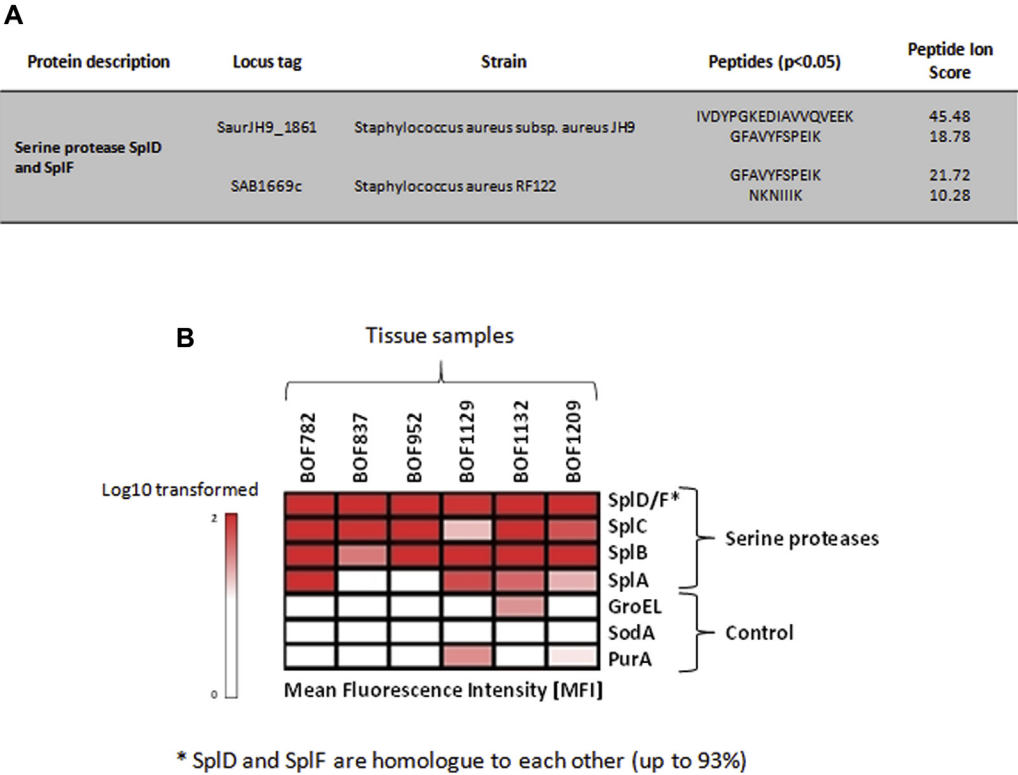 A
Protein description Locus tag Strain Peptides (p<0.05) Peptide Ion Score
Serine protease SplD and SplF
SaurJH9_1861 Staphylococcus aureus subsp. aureus JH9 IVDYPGKEDIAVVQVEEK 45.48
GFAVYFSPEIK 18.78
SAB1669c Staphylococcus aureus RF122 GFAVYFSPEIK 21.72
NKNIIIK 10.28
B
Tissue samples
BOF782 BOF837 BOF952 BOF1129 BOF1132 BOF1209
Log10 transformed
2
0
SplD/F*
SplC
SplB
SplA
GroEL
SodA
PurA
Serine proteases
Control
Mean Fluorescence Intensity [MFI]
* SplD and SplF are homologue to each other (up to 93%)